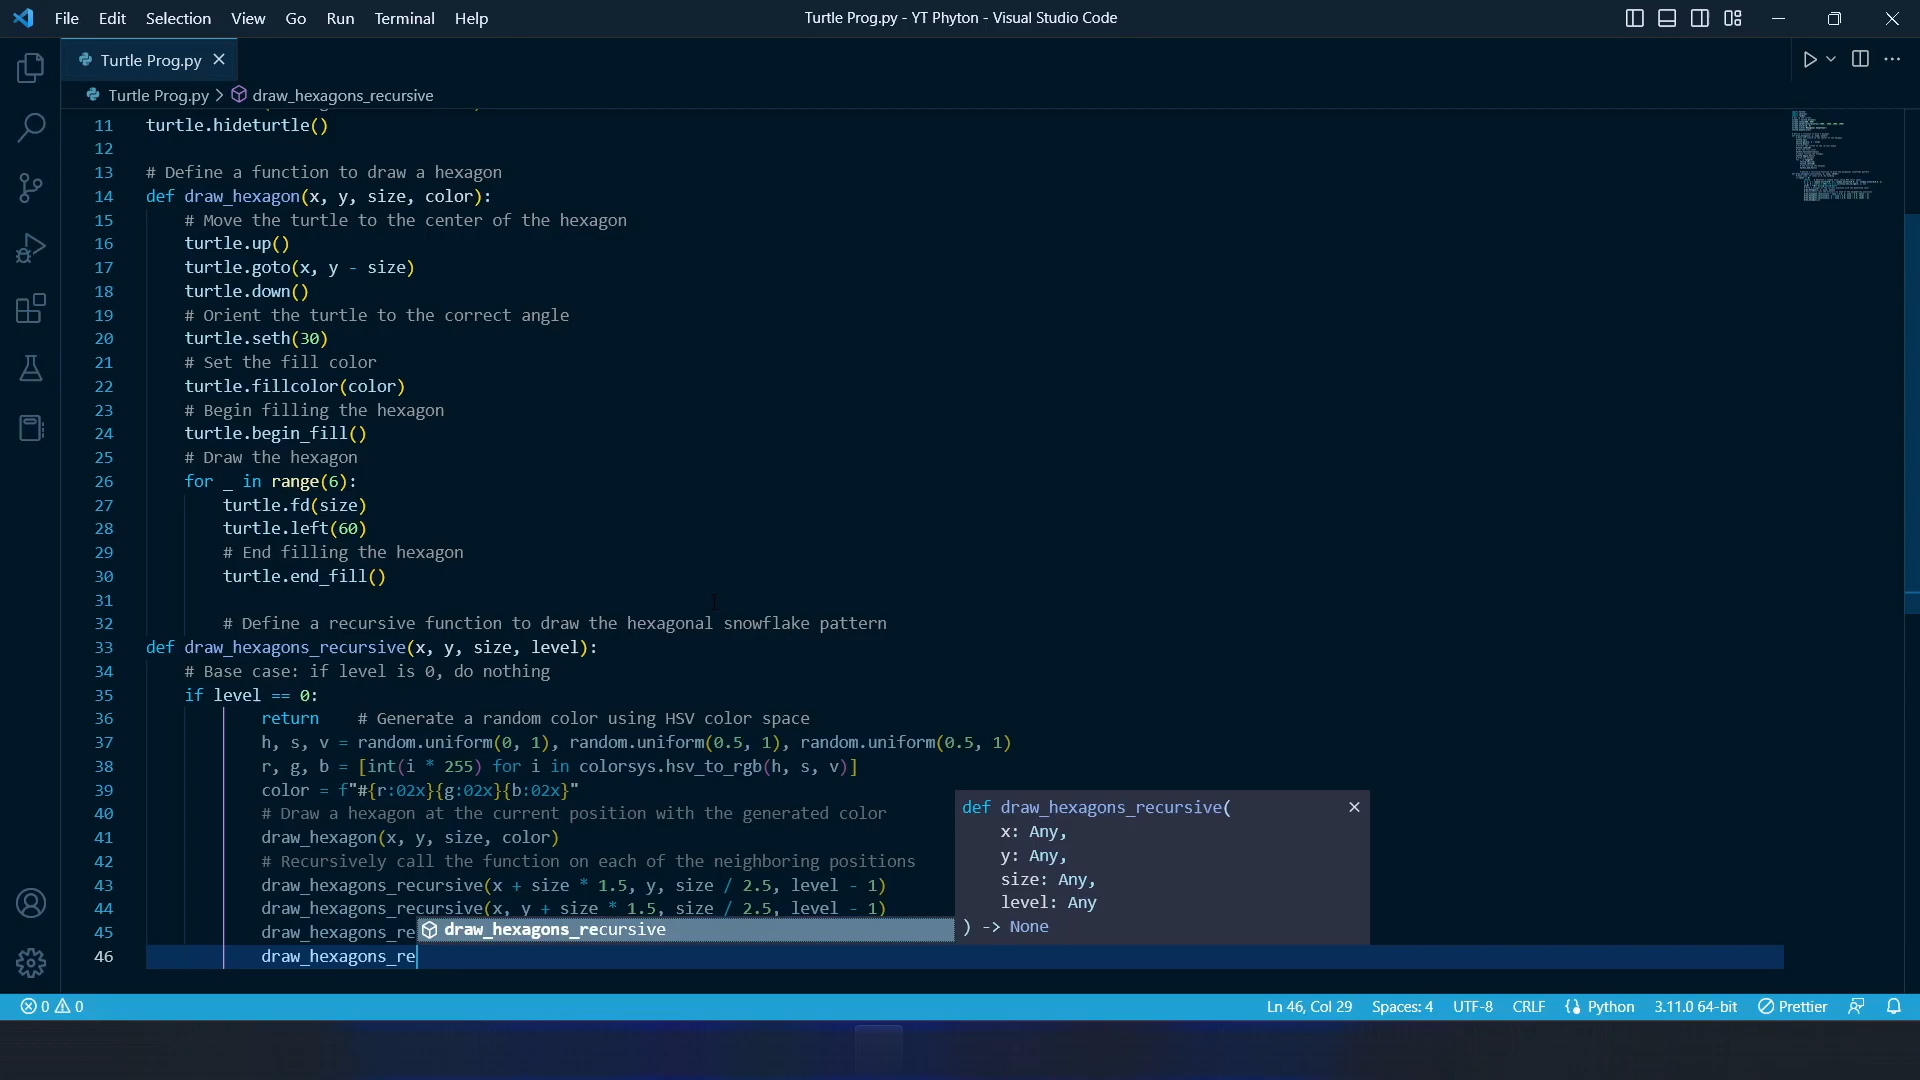 File Edit Selection View Go Run Terminal Help
Turtle Prog.py - YT Phyton - Visual Studio Code
Turtle Prog.py
Turtle Prog.py > draw_hexagons_recursive
11 turtle.hideturtle()
12
13 # Define a function to draw a hexagon
14 def draw_hexagon(x, y, size, color):
15 # Move the turtle to the center of the hexagon
16 turtle.up()
17 turtle.goto(x, y - size)
18 turtle.down()
19 # Orient the turtle to the correct angle
20 turtle.seth(30)
21 # Set the fill color
22 turtle.fillcolor(color)
23 # Begin filling the hexagon
24 turtle.begin_fill()
25 # Draw the hexagon
26 for _ in range(6):
27 turtle.fd(size)
28 turtle.left(60)
29 # End filling the hexagon
30 turtle.end_fill()
31
32 # Define a recursive function to draw the hexagonal snowflake pattern
33 def draw_hexagons_recursive(x, y, size, level):
34 # Base case: if level is 0, do nothing
35 if level == 0:
36 return # Generate a random color using HSV color space
37 h, s, v = random.uniform(0, 1), random.uniform(0.5, 1), random.uniform(0.5, 1)
38 r, g, b = [int(i * 255) for i in colorsys.hsv_to_rgb(h, s, v)]
39 color = f"#{r:02x}{g:02x}{b:02x}"
40 # Draw a hexagon at the current position with the generated color
41 draw_hexagon(x, y, size, color)
42 # Recursively call the function on each of the neighboring positions
43 draw_hexagons_recursive(x + size * 1.5, y, size / 2.5, level - 1)
44 draw_hexagons_recursive(x, y + size * 1.5, size / 2.5, level - 1)
45 draw_hexagons_re
46 draw_hexagons_re
draw_hexagons_recursive
def draw_hexagons_recursive(
x: Any,
y: Any,
size: Any,
level: Any
) -> None
0 0
Ln 46, Col 29 Spaces: 4 UTF-8 CRLF Python 3.11.0 64-bit Prettier